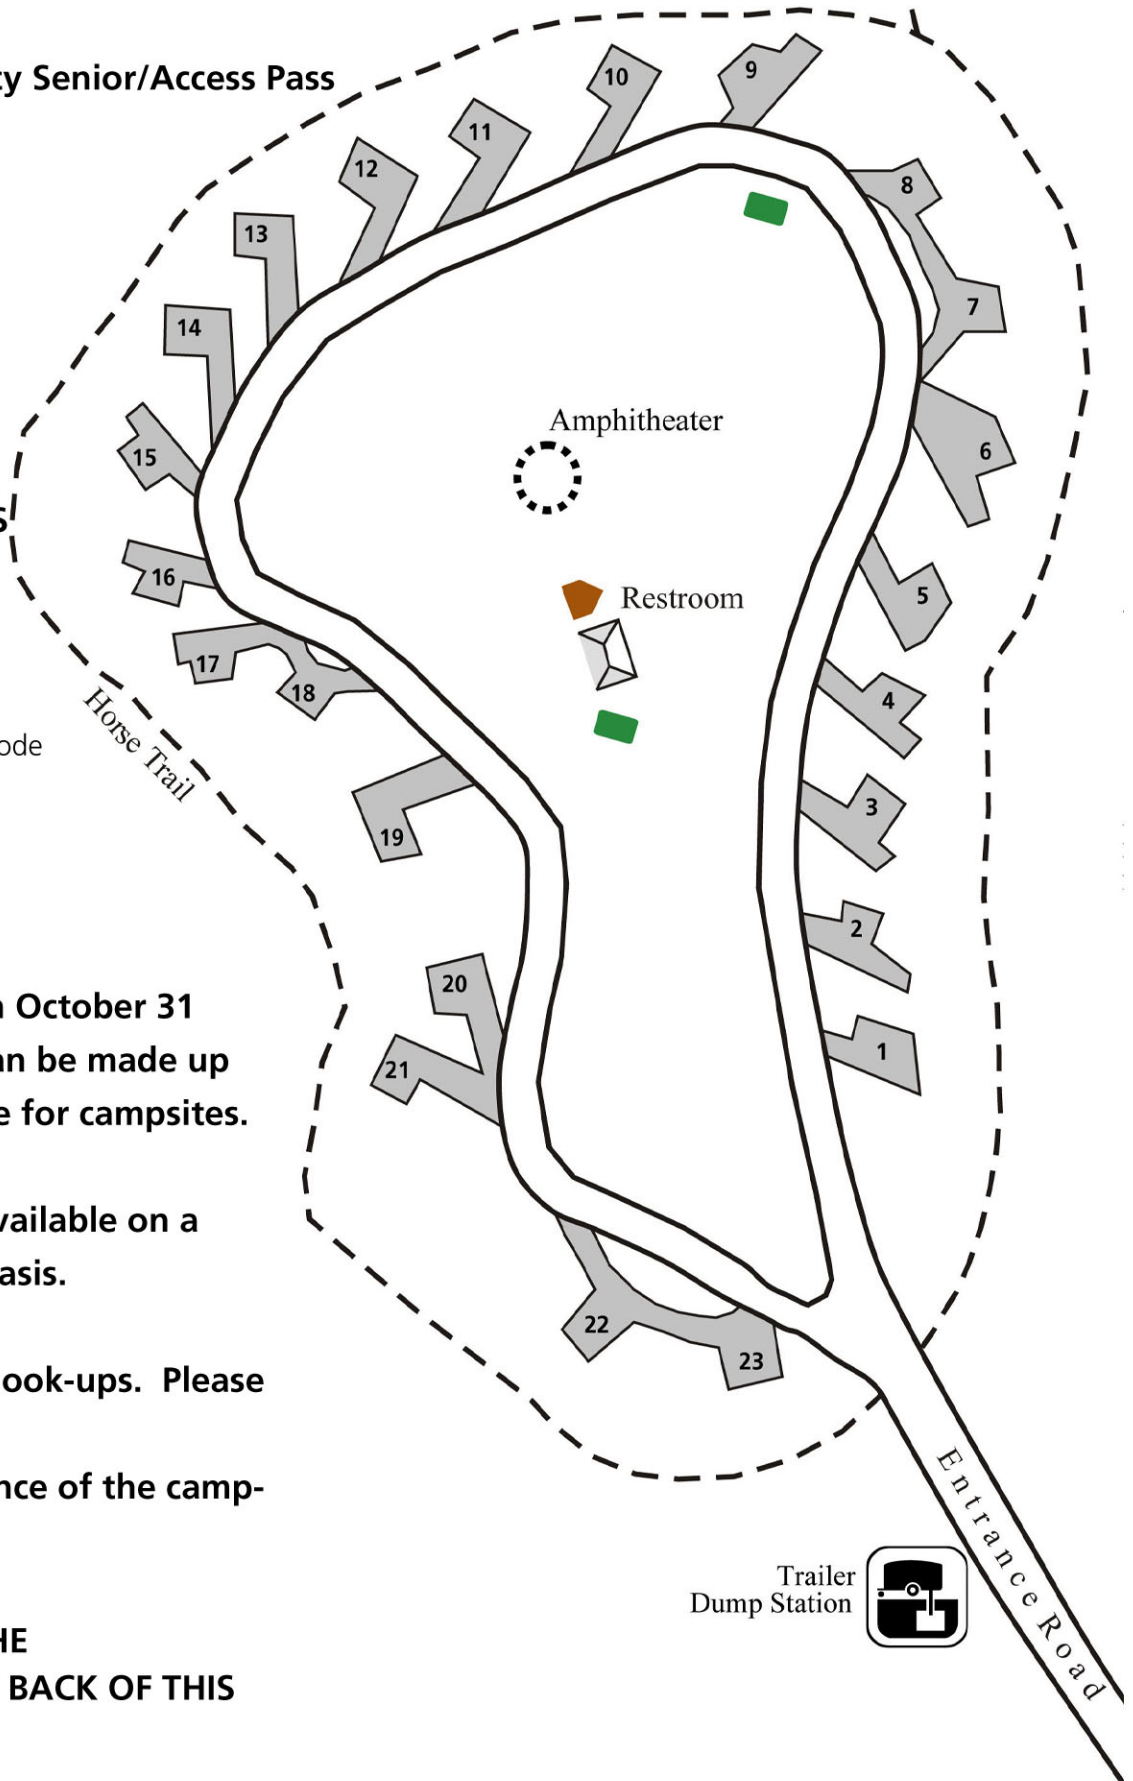 ty Senior/Access Pass
10
9
11
12
8
13
7
14
Amphitheater
6
15
S
16
Restroom
5
17
18
4
Horse Trail
ode
3
19
2
20
October 31
1
an be made up
21
e for campsites.
vailable on a
asis.
22
23
ook-ups. Please
nce of the camp-
Entrance Road
Trailer
Dump Station
HE
BACK OF THIS